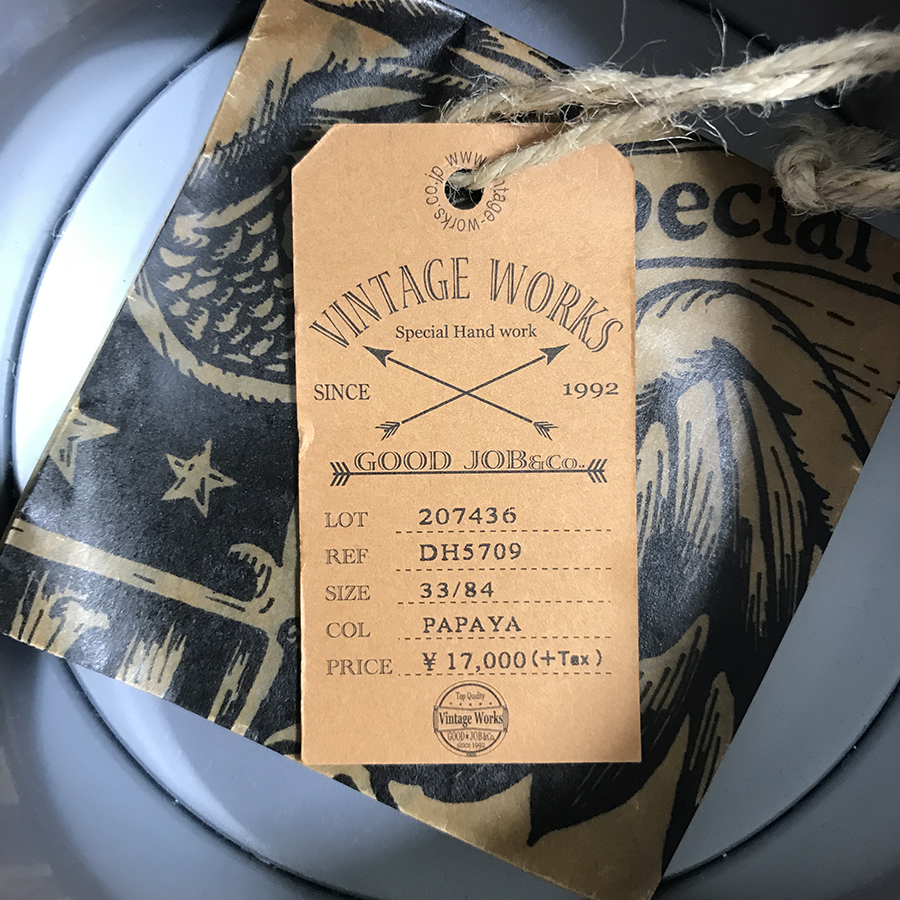 www.vintage-works.co.jp
pecial
VINTAGE WORKS
Special Hand work
SINCE 1992
GOOD JOB&Co..
LOT 207436
REF DH5709
SIZE 33/84
COL PAPAYA
PRICE ¥ 17,000(+Tax)
Top Quality
Vintage Works
GOOD★JOB&Co.
since 1992